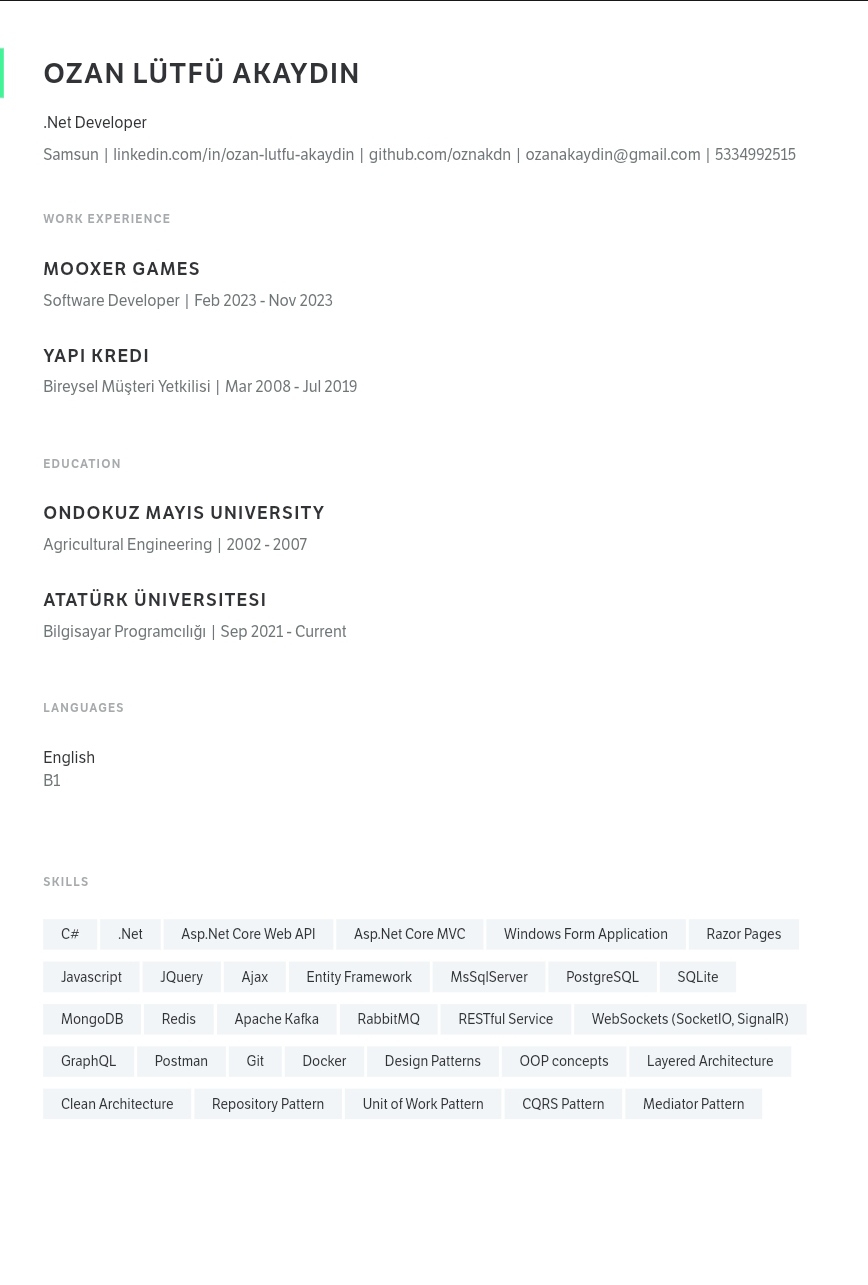 OZAN LÜTFÜ AKAYDIN
.Net Developer
Samsun | linkedin.com/in/ozan-lutfu-akaydin | github.com/oznakdn | ozanakaydin@gmail.com | 5334992515
WORK EXPERIENCE
MOOXER GAMES
Software Developer | Feb 2023 - Nov 2023
YAPI KREDI
Bireysel Müşteri Yetkilisi | Mar 2008 - Jul 2019
EDUCATION
ONDOKUZ MAYIS UNIVERSITY
Agricultural Engineering | 2002 - 2007
ATATÜRK ÜNIVERSITESI
Bilgisayar Programcılığı | Sep 2021 - Current
LANGUAGES
English
B1
SKILLS
C# .Net Asp.Net Core Web API Asp.Net Core MVC Windows Form Application Razor Pages
Javascript JQuery Ajax Entity Framework MsSqlServer PostgreSQL SQLite
MongoDB Redis Apache Kafka RabbitMQ RESTful Service WebSockets (SocketIO, SignalR)
GraphQL Postman Git Docker Design Patterns OOP concepts Layered Architecture
Clean Architecture Repository Pattern Unit of Work Pattern CQRS Pattern Mediator Pattern